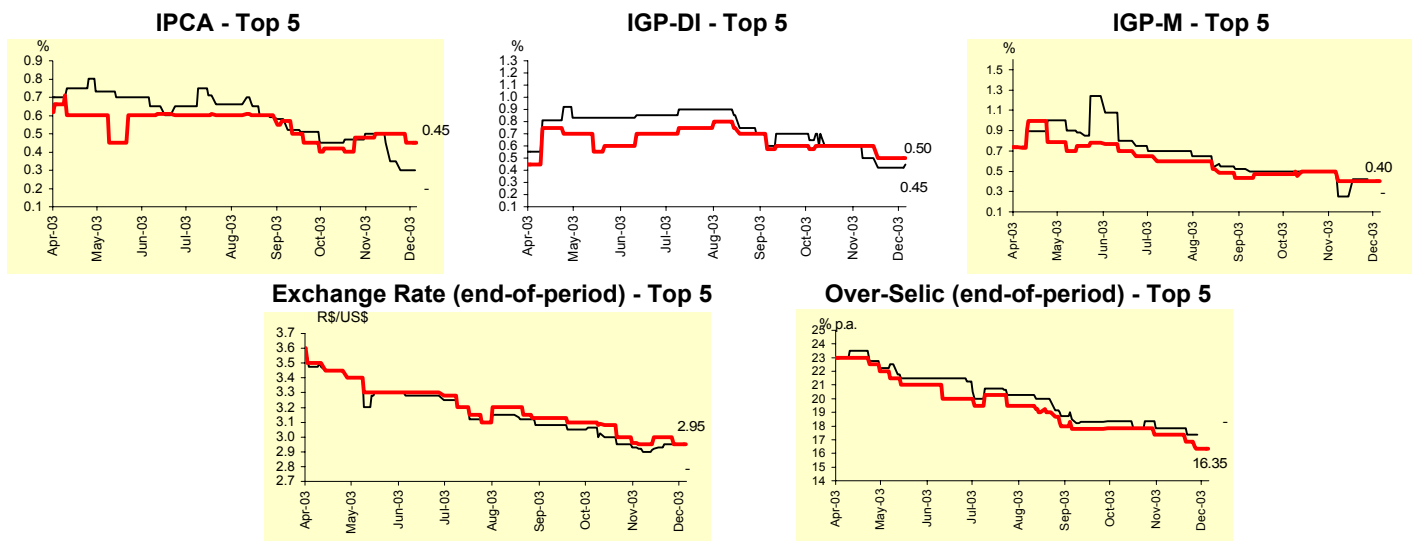 IPCA - Top 5
%
0.9
0.8
0.7
0.6
0.5
0.4
0.3
0.2
0.1
0.45
-
Apr-03
May-03
Jun-03
Jul-03
Aug-03
Sep-03
Oct-03
Nov-03
Dec-03
IGP-DI - Top 5
%
1.3
1.2
1.1
1.0
0.9
0.8
0.7
0.6
0.5
0.4
0.3
0.2
0.1
0.50
0.45
Apr-03
May-03
Jun-03
Jul-03
Aug-03
Sep-03
Oct-03
Nov-03
Dec-03
IGP-M - Top 5
%
1.5
1.3
1.1
0.9
0.7
0.5
0.3
0.1
0.40
-
Apr-03
May-03
Jun-03
Jul-03
Aug-03
Sep-03
Oct-03
Nov-03
Dec-03
Exchange Rate (end-of-period) - Top 5
R$/US$
3.7
3.6
3.5
3.4
3.3
3.2
3.1
3.0
2.9
2.8
2.7
2.95
-
Apr-03
May-03
Jun-03
Jul-03
Aug-03
Sep-03
Oct-03
Nov-03
Dec-03
Over-Selic (end-of-period) - Top 5
% p.a.
25
24
23
22
21
20
19
18
17
16
15
14
-
16.35
Apr-03
May-03
Jun-03
Jul-03
Aug-03
Sep-03
Oct-03
Nov-03
Dec-03